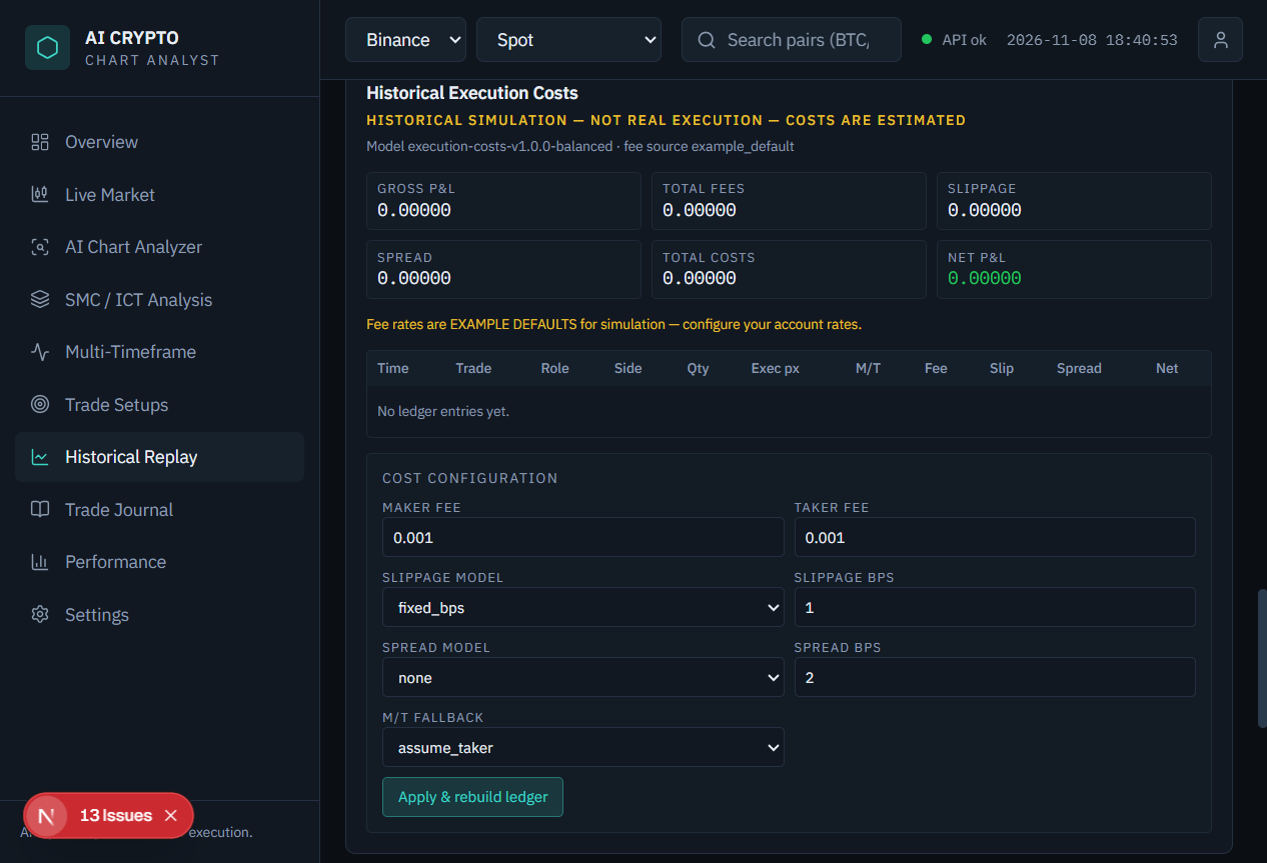 AI CRYPTO
CHART ANALYST
Binance
Spot
Search pairs (BTC,
API ok
2026-11-08 18:40:53
Overview
Live Market
AI Chart Analyzer
SMC / ICT Analysis
Multi-Timeframe
Trade Setups
Historical Replay
Trade Journal
Performance
Settings
N
13 Issues
execution.
Historical Execution Costs
HISTORICAL SIMULATION — NOT REAL EXECUTION — COSTS ARE ESTIMATED
Model execution-costs-v1.0.0-balanced · fee source example_default
GROSS P&L
0.00000
TOTAL FEES
0.00000
SLIPPAGE
0.00000
SPREAD
0.00000
TOTAL COSTS
0.00000
NET P&L
0.00000
Fee rates are EXAMPLE DEFAULTS for simulation — configure your account rates.
Time Trade Role Side Qty Exec px M/T Fee Slip Spread Net
No ledger entries yet.
COST CONFIGURATION
MAKER FEE
0.001
TAKER FEE
0.001
SLIPPAGE MODEL
fixed_bps
SLIPPAGE BPS
1
SPREAD MODEL
none
SPREAD BPS
2
M/T FALLBACK
assume_taker
Apply & rebuild ledger